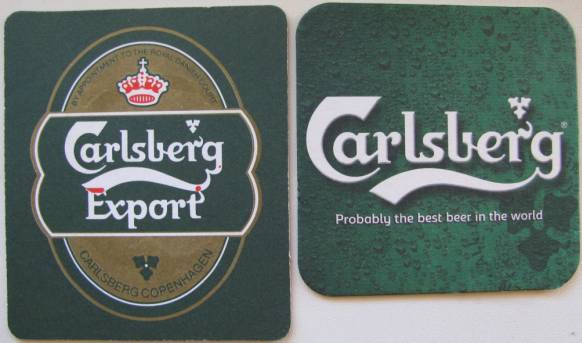 BY APPOINTMENT TO THE ROYAL DANISH COURT
Carlsberg
Export
CARLSBERG COPENHAGEN
Carlsberg®
Probably the best beer in the world